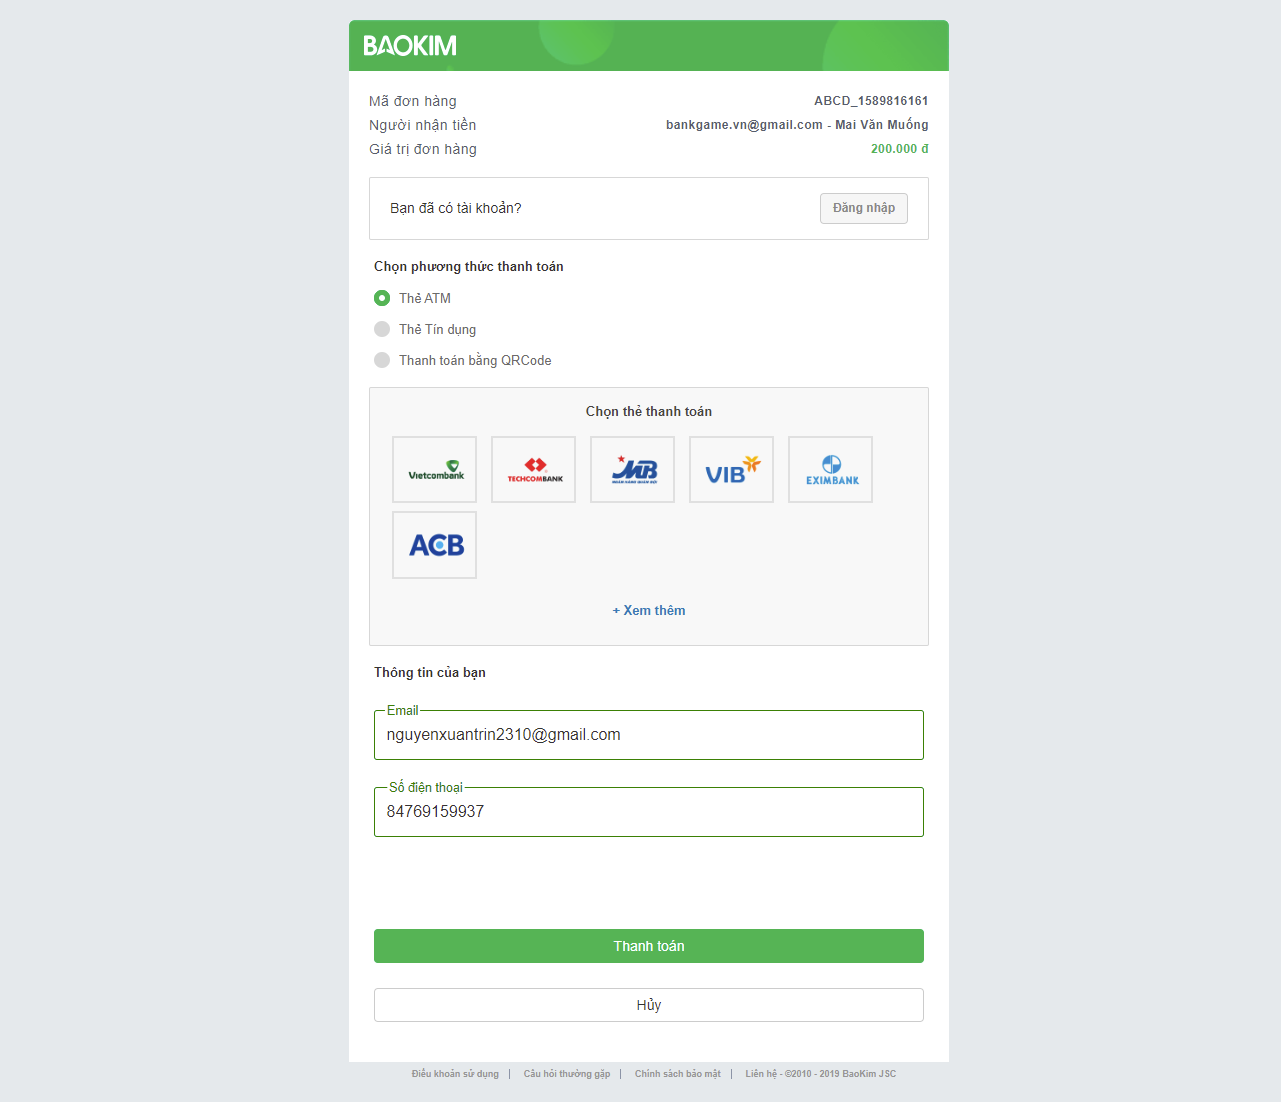 BAOKIM
Mã đơn hàng ABCD_1589816161
Người nhận tiền bankgame.vn@gmail.com - Mai Văn Muống
Giá trị đơn hàng 200.000 đ
Bạn đã có tài khoản? Đăng nhập
Chọn phương thức thanh toán
Thẻ ATM
Thẻ Tín dụng
Thanh toán bằng QRCode
Chọn thẻ thanh toán
Vietcombank TECHCOMBANK MB NGÂN HÀNG QUÂN ĐỘI VIB EXIMBANK
ACB
+ Xem thêm
Thông tin của bạn
Email
nguyenxuantrin2310@gmail.com
Số điện thoại
84769159937
Thanh toán
Hủy
Điều khoản sử dụng | Câu hỏi thường gặp | Chính sách bảo mật | Liên hệ - ©2010 - 2019 BaoKim JSC